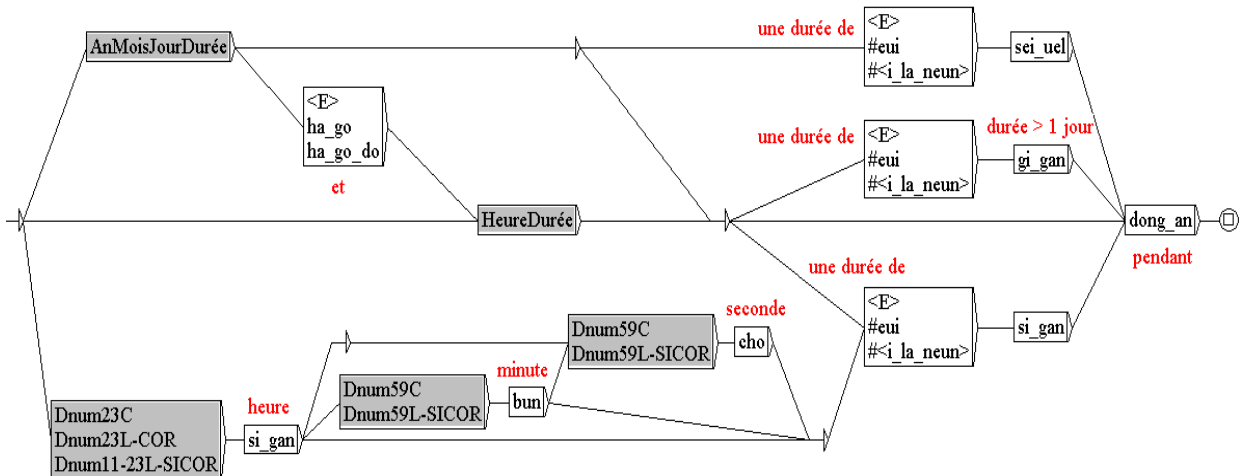 une durée de
<E>
#eui
#<i_la_neun>
sei_uel
AnMoisJourDurée
<E>
ha_go
ha_go_do
et
une durée de
<E>
#eui
#<i_la_neun>
durée > 1 jour
gi_gan
HeureDurée
dong_an
pendant
une durée de
<E>
#eui
#<i_la_neun>
si_gan
seconde
Dnum59C
Dnum59L-SICOR
cho
minute
Dnum59C
Dnum59L-SICOR
bun
heure
Dnum23C
Dnum23L-COR
Dnum11-23L-SICOR
si_gan